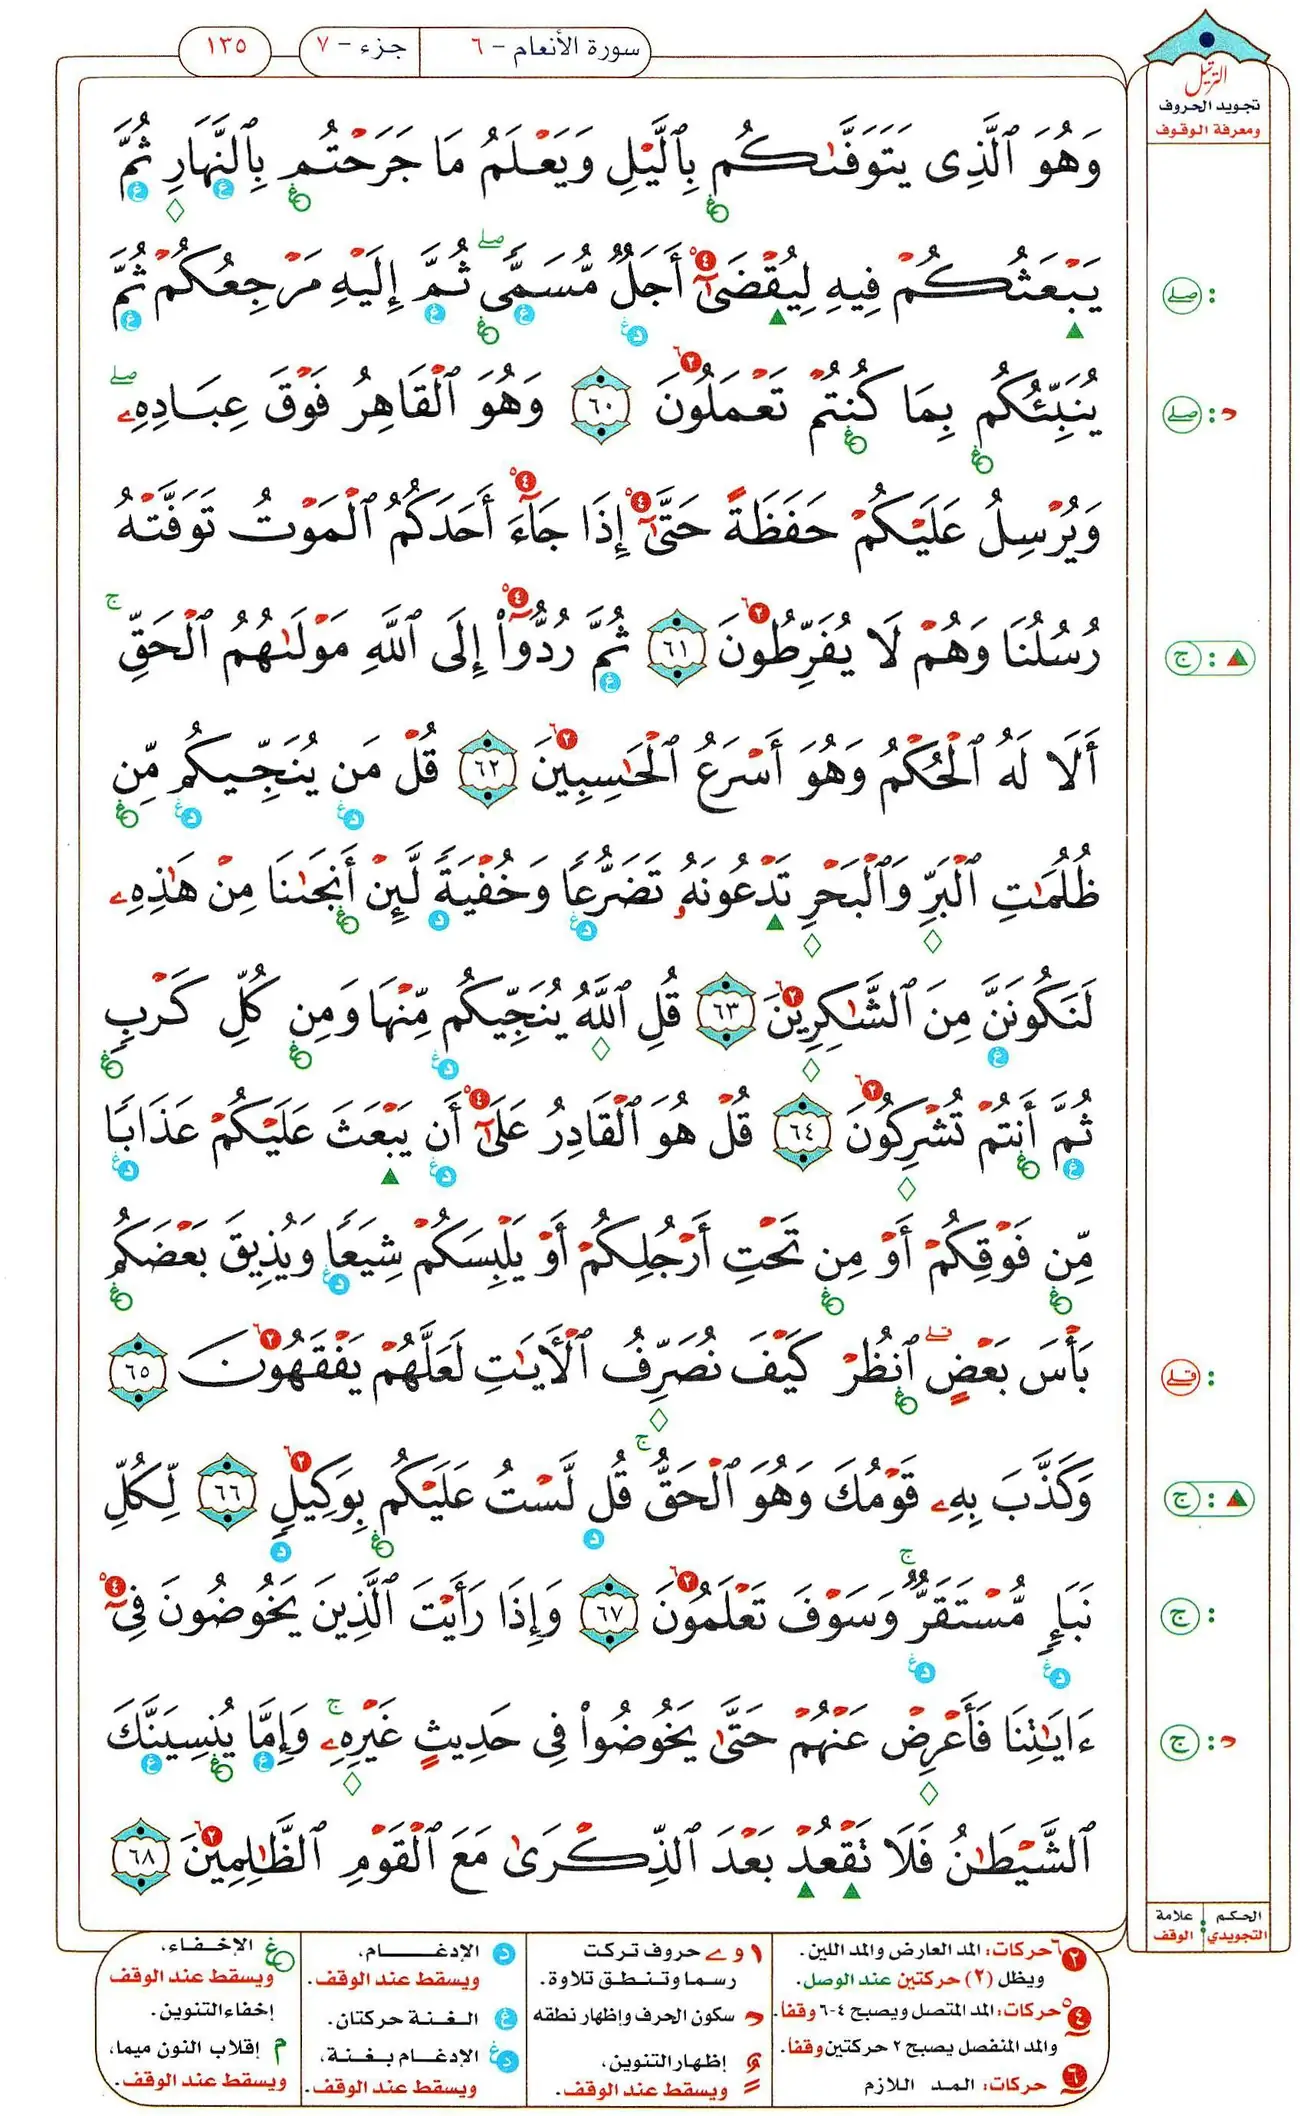 سورة الأنعام - ٦
جزء - ٧
١٣٥
الترتيل
تجويد الحروف
ومعرفة الوقوف
وَهُوَ ٱلَّذِى يَتَوَفَّىٰكُم بِٱلَّيْلِ وَيَعْلَمُ مَا جَرَحْتُم بِٱلنَّهَارِ ثُمَّ
يَبْعَثُكُمْ فِيهِ لِيُقْضَىٰٓ أَجَلٌ مُّسَمًّى ۖ ثُمَّ إِلَيْهِ مَرْجِعُكُمْ ثُمَّ
يُنَبِّئُكُم بِمَا كُنتُمْ تَعْمَلُونَ ٦٠ وَهُوَ ٱلْقَاهِرُ فَوْقَ عِبَادِهِۦ ۖ
وَيُرْسِلُ عَلَيْكُمْ حَفَظَةً حَتَّىٰٓ إِذَا جَآءَ أَحَدَكُمُ ٱلْمَوْتُ تَوَفَّتْهُ
رُسُلُنَا وَهُمْ لَا يُفَرِّطُونَ ٦١ ثُمَّ رُدُّوٓا۟ إِلَى ٱللَّهِ مَوْلَىٰهُمُ ٱلْحَقِّ ۚ
أَلَا لَهُ ٱلْحُكْمُ وَهُوَ أَسْرَعُ ٱلْحَـٰسِبِينَ ٦٢ قُلْ مَن يُنَجِّيكُم مِّن
ظُلُمَـٰتِ ٱلْبَرِّ وَٱلْبَحْرِ تَدْعُونَهُۥ تَضَرُّعًا وَخُفْيَةً لَّئِنْ أَنجَىٰنَا مِنْ هَـٰذِهِۦ
لَنَكُونَنَّ مِنَ ٱلشَّـٰكِرِينَ ٦٣ قُلِ ٱللَّهُ يُنَجِّيكُم مِّنْهَا وَمِن كُلِّ كَرْبٍ
ثُمَّ أَنتُمْ تُشْرِكُونَ ٦٤ قُلْ هُوَ ٱلْقَادِرُ عَلَىٰٓ أَن يَبْعَثَ عَلَيْكُمْ عَذَابًا
مِّن فَوْقِكُمْ أَوْ مِن تَحْتِ أَرْجُلِكُمْ أَوْ يَلْبِسَكُمْ شِيَعًا وَيُذِيقَ بَعْضَكُم
بَأْسَ بَعْضٍ ۗ ٱنظُرْ كَيْفَ نُصَرِّفُ ٱلْـَٔايَـٰتِ لَعَلَّهُمْ يَفْقَهُونَ ٦٥
وَكَذَّبَ بِهِۦ قَوْمُكَ وَهُوَ ٱلْحَقُّ ۚ قُل لَّسْتُ عَلَيْكُم بِوَكِيلٍ ٦٦ لِّكُلِّ
نَبَإٍ مُّسْتَقَرٌّ ۚ وَسَوْفَ تَعْلَمُونَ ٦٧ وَإِذَا رَأَيْتَ ٱلَّذِينَ يَخُوضُونَ فِىٓ
ءَايَـٰتِنَا فَأَعْرِضْ عَنْهُمْ حَتَّىٰ يَخُوضُوا۟ فِى حَدِيثٍ غَيْرِهِۦ ۚ وَإِمَّا يُنسِيَنَّكَ
ٱلشَّيْطَـٰنُ فَلَا تَقْعُدْ بَعْدَ ٱلذِّكْرَىٰ مَعَ ٱلْقَوْمِ ٱلظَّـٰلِمِينَ ٦٨
الحكم التجويدي : علامة الوقف
٢ ٦ حركات: المد العارض والمد اللين.
ويظل (٢) حركتين عند الوصل.
٤ ٥ حركات: المد المتصل ويصبح ٤-٦ وقفاً.
والمد المنفصل يصبح ٢ حركتين وقفاً.
٦ حركات: المد اللازم
ا و ے حروف تركت
رسما وتنطق تلاوة.
سكون الحرف وإظهار نطقه
إظهار التنوين،
ويسقط عند الوقف.
د الإدغام،
ويسقط عند الوقف.
غ الغنة حركتان.
دغ الإدغام بغنة،
ويسقط عند الوقف.
الإخفاء،
ويسقط عند الوقف
إخفاء التنوين.
م إقلاب النون ميما،
ويسقط عند الوقف.